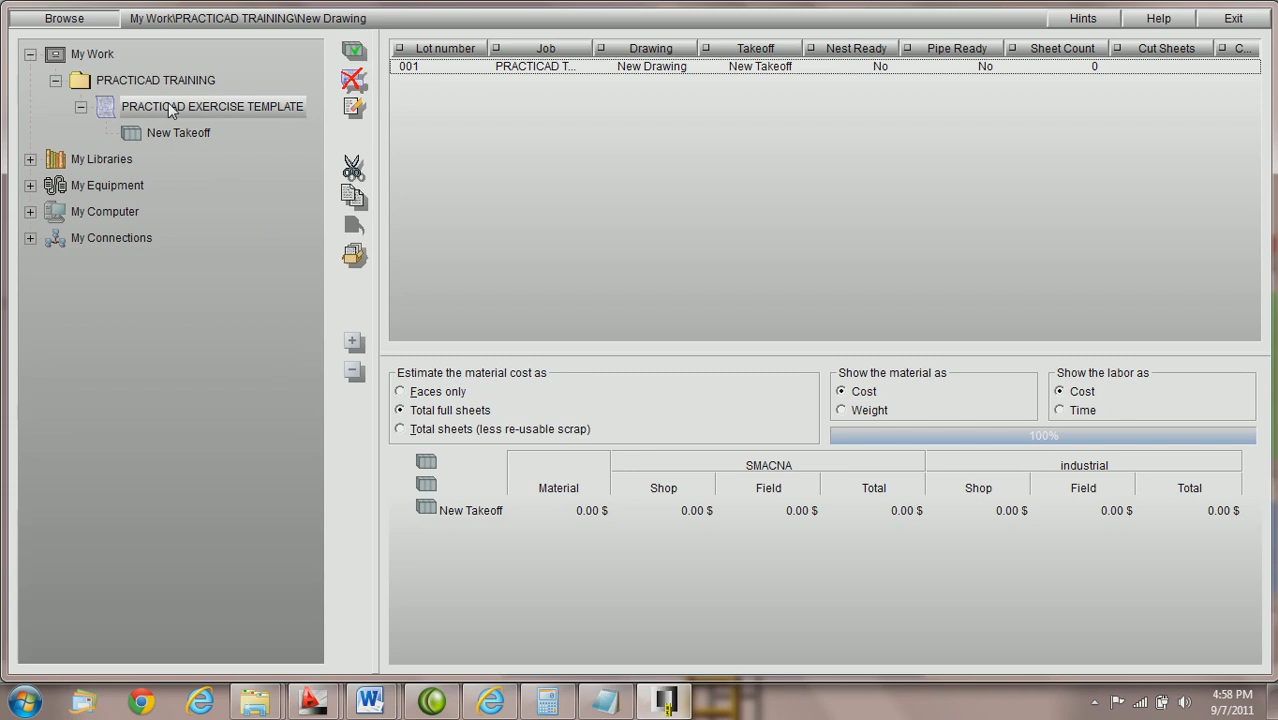 Browse
My Work\PRACTICAD TRAINING\New Drawing
Hints
Help
Exit
My Work
PRACTICAD TRAINING
PRACTICAD EXERCISE TEMPLATE
New Takeoff
My Libraries
My Equipment
My Computer
My Connections
Lot number Job Drawing Takeoff Nest Ready Pipe Ready Sheet Count Cut Sheets C...
001 PRACTICAD T... New Drawing New Takeoff No No 0
Estimate the material cost as
Faces only
Total full sheets
Total sheets (less re-usable scrap)
Show the material as
Cost
Weight
Show the labor as
Cost
Time
100%
SMACNA industrial
Material Shop Field Total Shop Field Total
New Takeoff 0.00 $ 0.00 $ 0.00 $ 0.00 $ 0.00 $ 0.00 $ 0.00 $
4:58 PM
9/7/2011